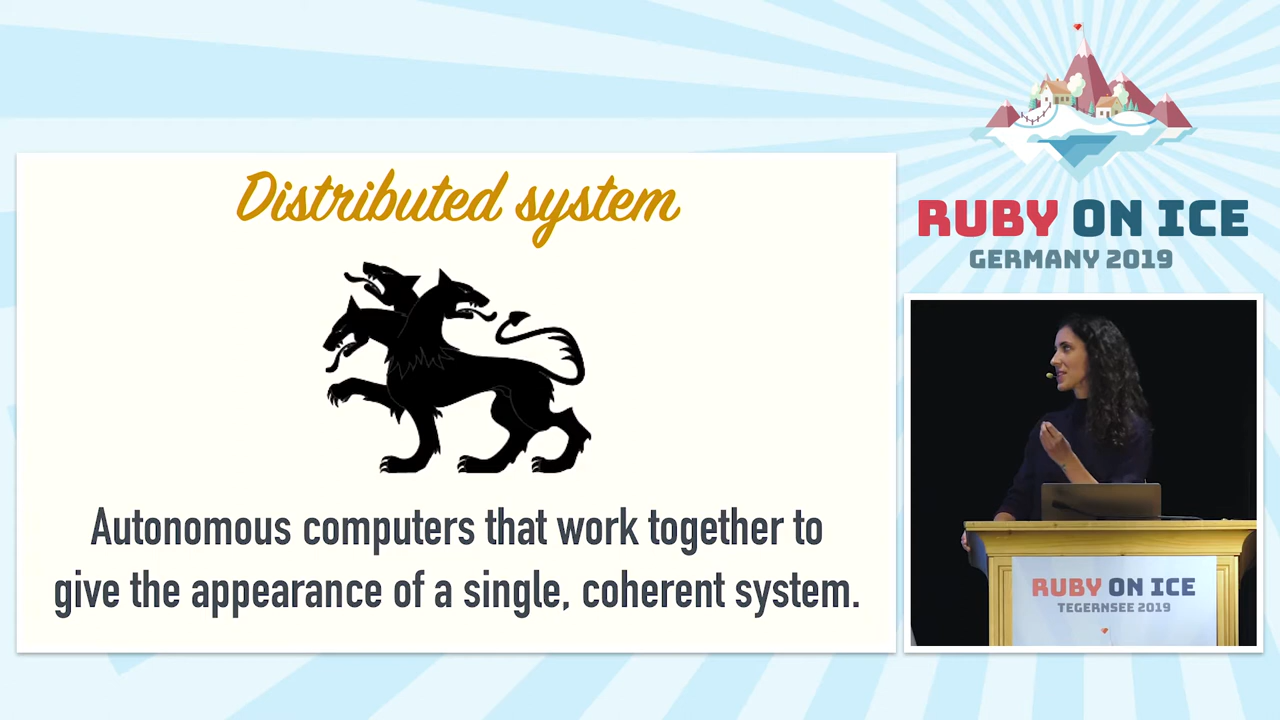 Distributed system
Autonomous computers that work together to
give the appearance of a single, coherent system.
RUBY ON ICE
GERMANY 2019
RUBY ON ICE
TEGERNSEE 2019